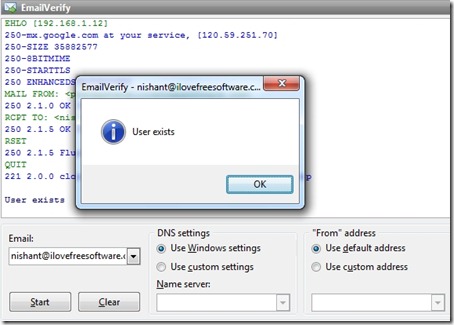 EmailVerify
EHLO [192.168.1.12]
250-mx.google.com at your service, [120.59.251.70]
250-SIZE 35882577
250-8BITMIME
250-STARTTLS
250 ENHANCEDS
MAIL FROM: <p
250 2.1.0 OK
RCPT TO: <nis
250 2.1.5 OK
RSET
250 2.1.5 Flu
QUIT
221 2.0.0 clo
p
User exists
EmailVerify - nishant@ilovefreesoftware.c...
User exists
OK
Email:
nishant@ilovefreesoftware.c
Start
Clear
DNS settings
Use Windows settings
Use custom settings
Name server:
"From" address
Use default address
Use custom address